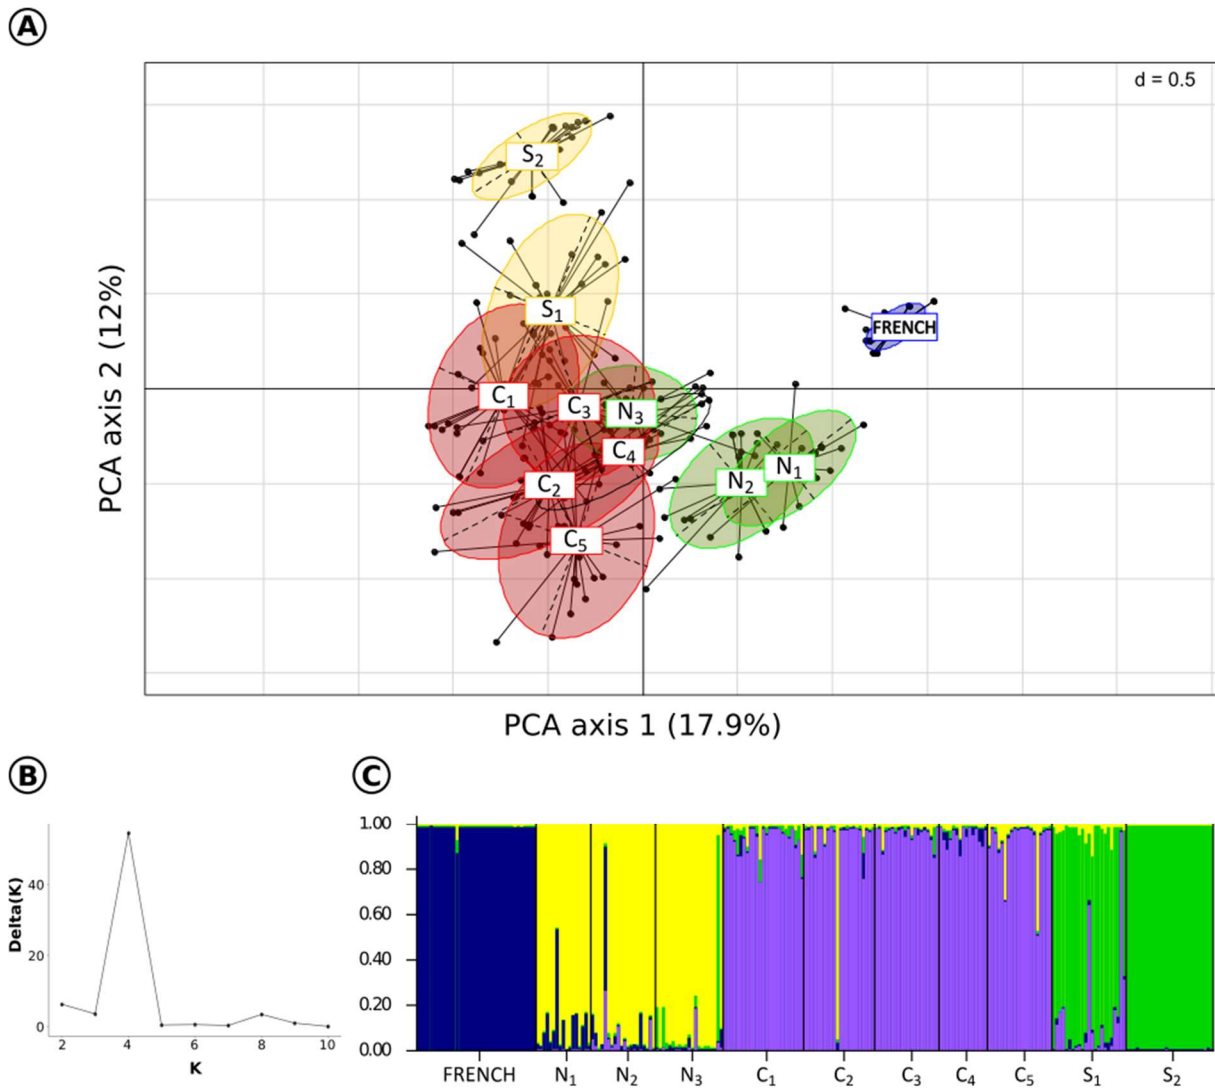 A
d = 0.5
S2
S1
FRENCH
C1
C3
N3
C4
C2
N2
N1
C5
PCA axis 2 (12%)
PCA axis 1 (17.9%)
B
Delta(K)
40
20
0
2 4 6 8 10
K
C
1.00
0.80
0.60
0.40
0.20
0.00
FRENCH N1 N2 N3 C1 C2 C3 C4 C5 S1 S2